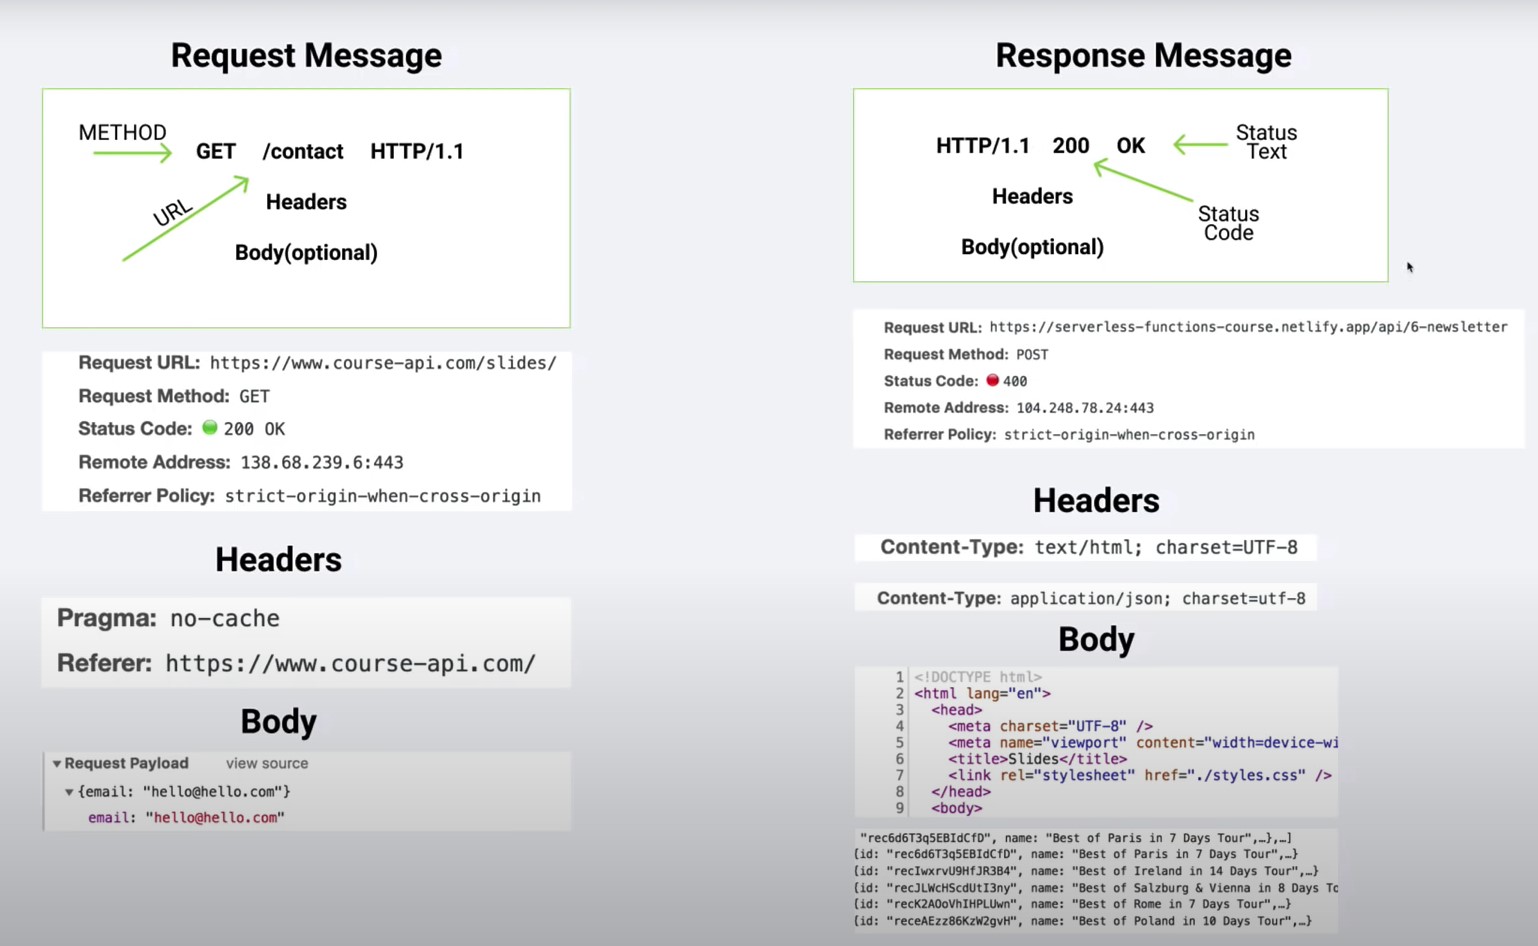 Request Message
METHOD
GET /contact HTTP/1.1
URL
Headers
Body(optional)
Request URL: https://www.course-api.com/slides/
Request Method: GET
Status Code: 200 OK
Remote Address: 138.68.239.6:443
Referrer Policy: strict-origin-when-cross-origin
Headers
Pragma: no-cache
Referer: https://www.course-api.com/
Body
Request Payload view source
{email: "hello@hello.com"}
email: "hello@hello.com"
Response Message
HTTP/1.1 200 OK
Status
Text
Headers
Status
Code
Body(optional)
Request URL: https://serverless-functions-course.netlify.app/api/6-newsletter
Request Method: POST
Status Code: 400
Remote Address: 104.248.78.24:443
Referrer Policy: strict-origin-when-cross-origin
Headers
Content-Type: text/html; charset=UTF-8
Content-Type: application/json; charset=utf-8
Body
1 <!DOCTYPE html>
2 <html lang="en">
3 <head>
4 <meta charset="UTF-8" />
5 <meta name="viewport" content="width=device-wi
6 <title>Slides</title>
7 <link rel="stylesheet" href="./styles.css" />
8 </head>
9 <body>
"rec6d6T3q5EBIdCfD", name: "Best of Paris in 7 Days Tour",…},…]
{id: "rec6d6T3q5EBIdCfD", name: "Best of Paris in 7 Days Tour",…}
{id: "recIwxrvU9HfJR3B4", name: "Best of Ireland in 14 Days Tour",…}
{id: "recJLWcHScdUtI3ny", name: "Best of Salzburg & Vienna in 8 Days To
{id: "recK2AOoVhIHPLUwn", name: "Best of Rome in 7 Days Tour",…}
{id: "receAEzz86KzW2gvH", name: "Best of Poland in 10 Days Tour",…}